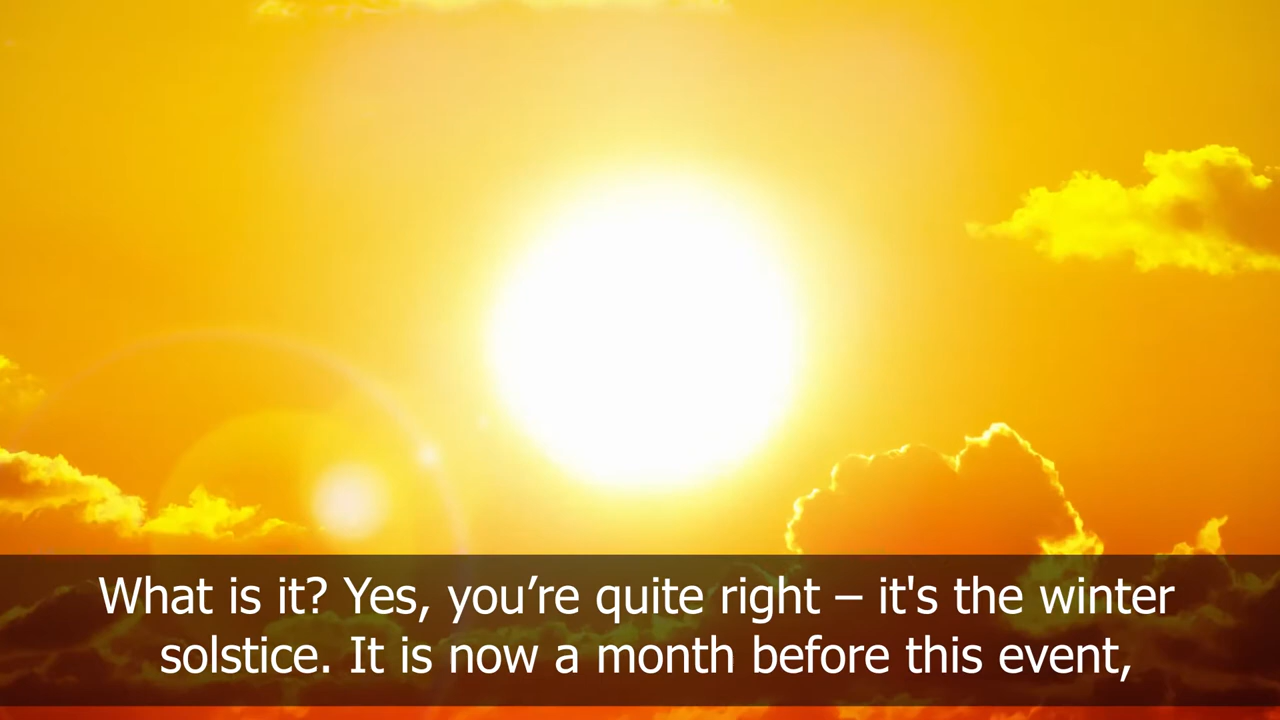 What is it? Yes, you’re quite right – it's the winter
solstice. It is now a month before this event,